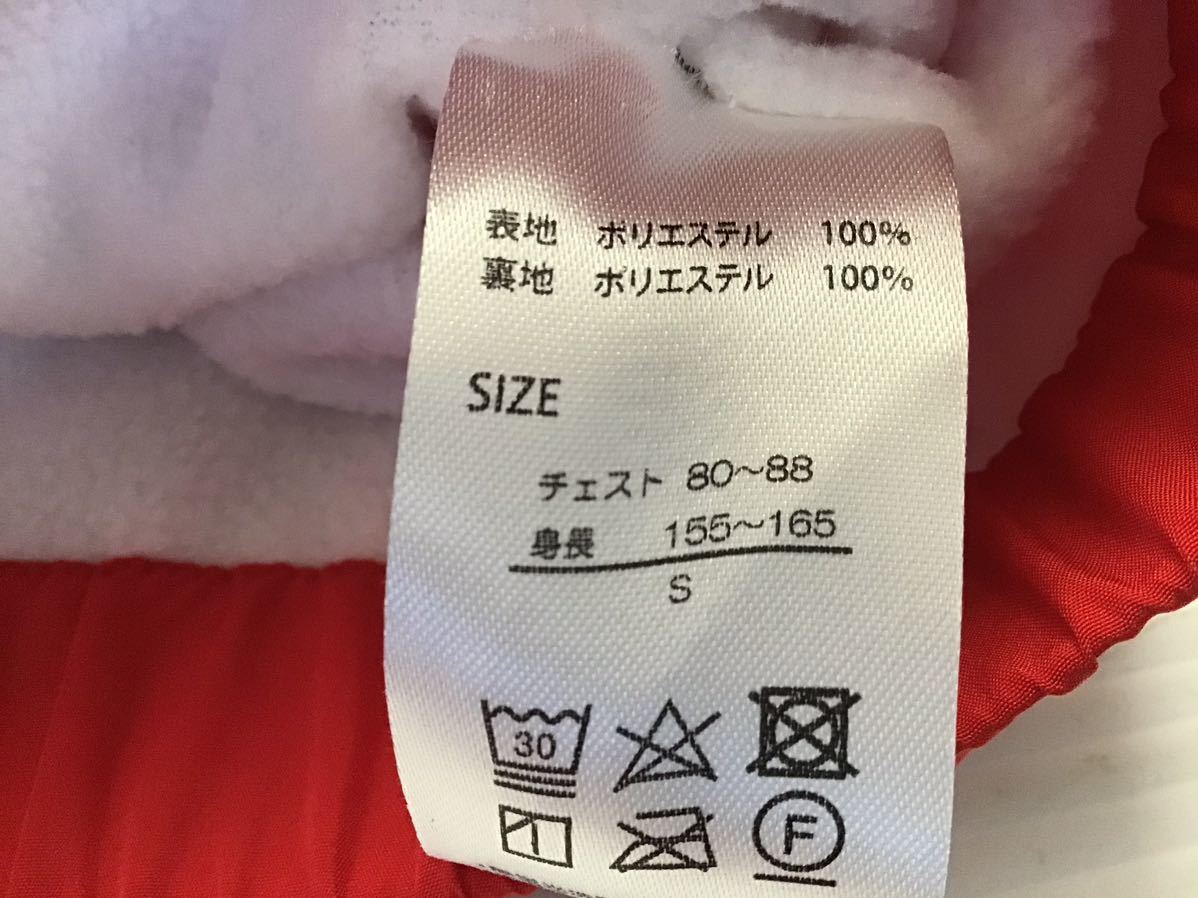 表地 ポリエステル 100%
裏地 ポリエステル 100%
SIZE
チェスト 80～88
身長 155～165
S
30
F